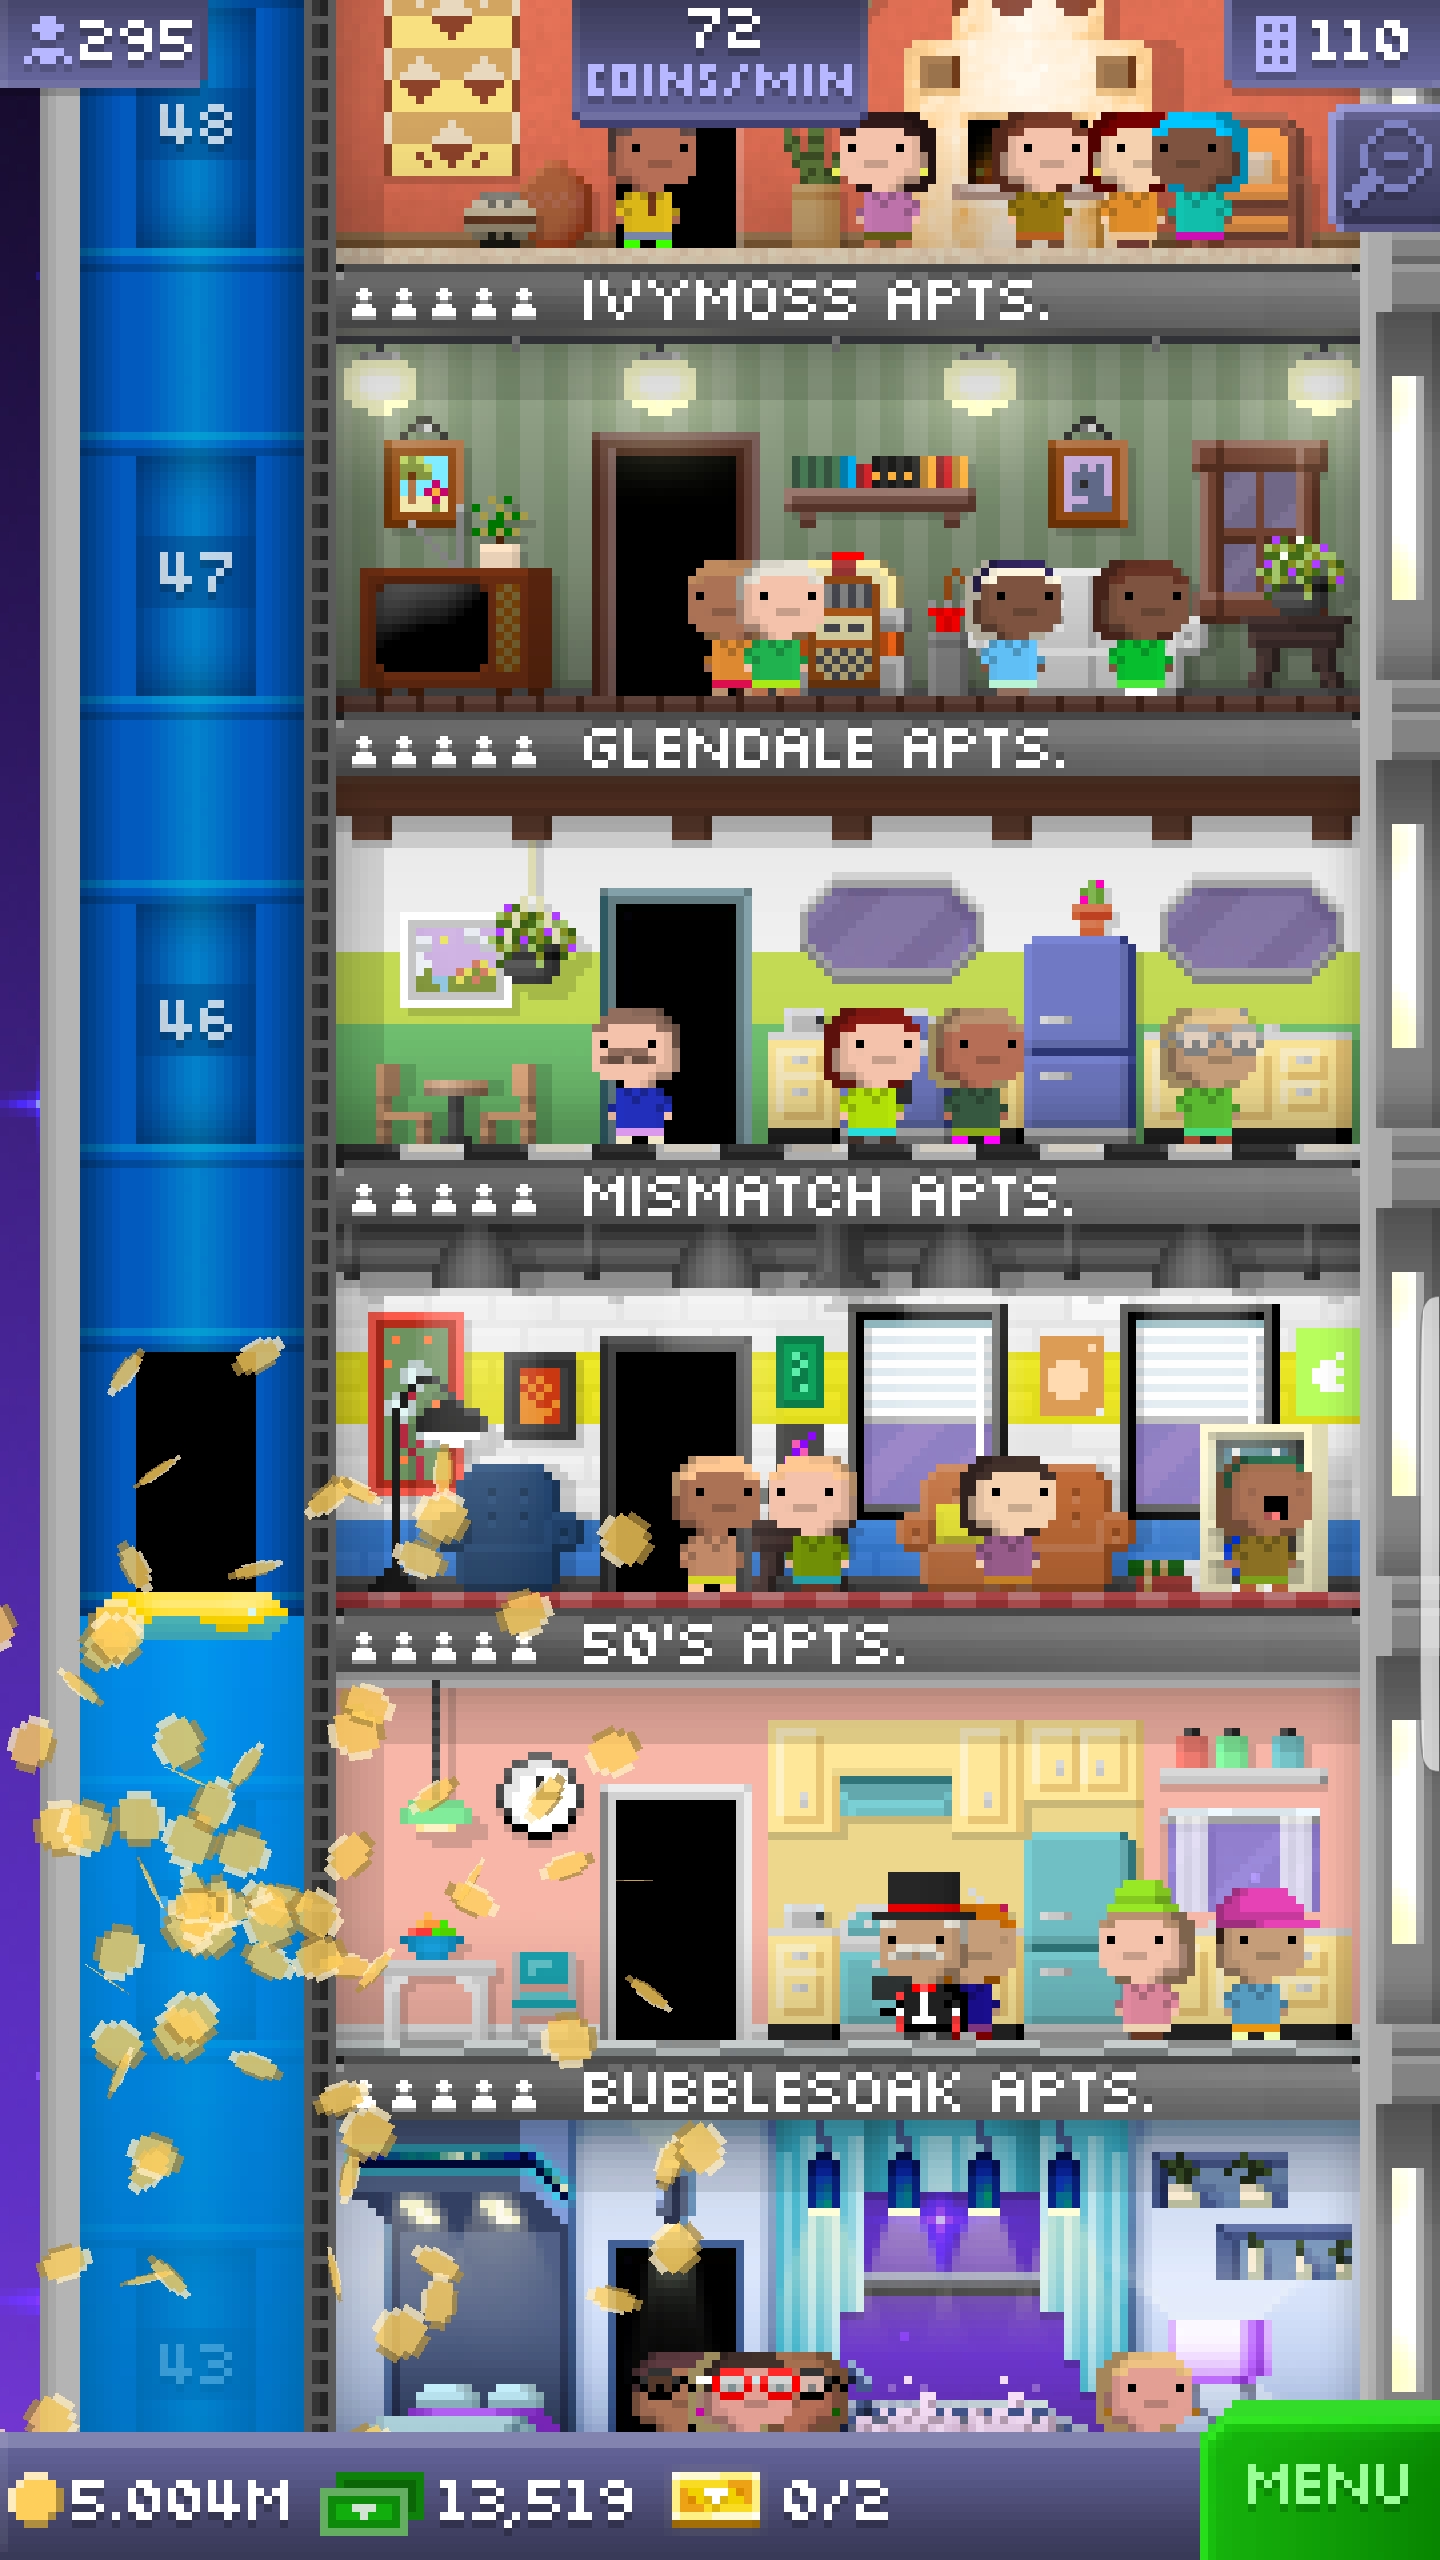 295
72
COINS/MIN
110
48
IVYMOSS APTS.
47
GLENDALE APTS.
46
MISMATCH APTS.
50'S APTS.
BUBBLESOAK APTS.
43
5.004M
13,519
0/2
MENU